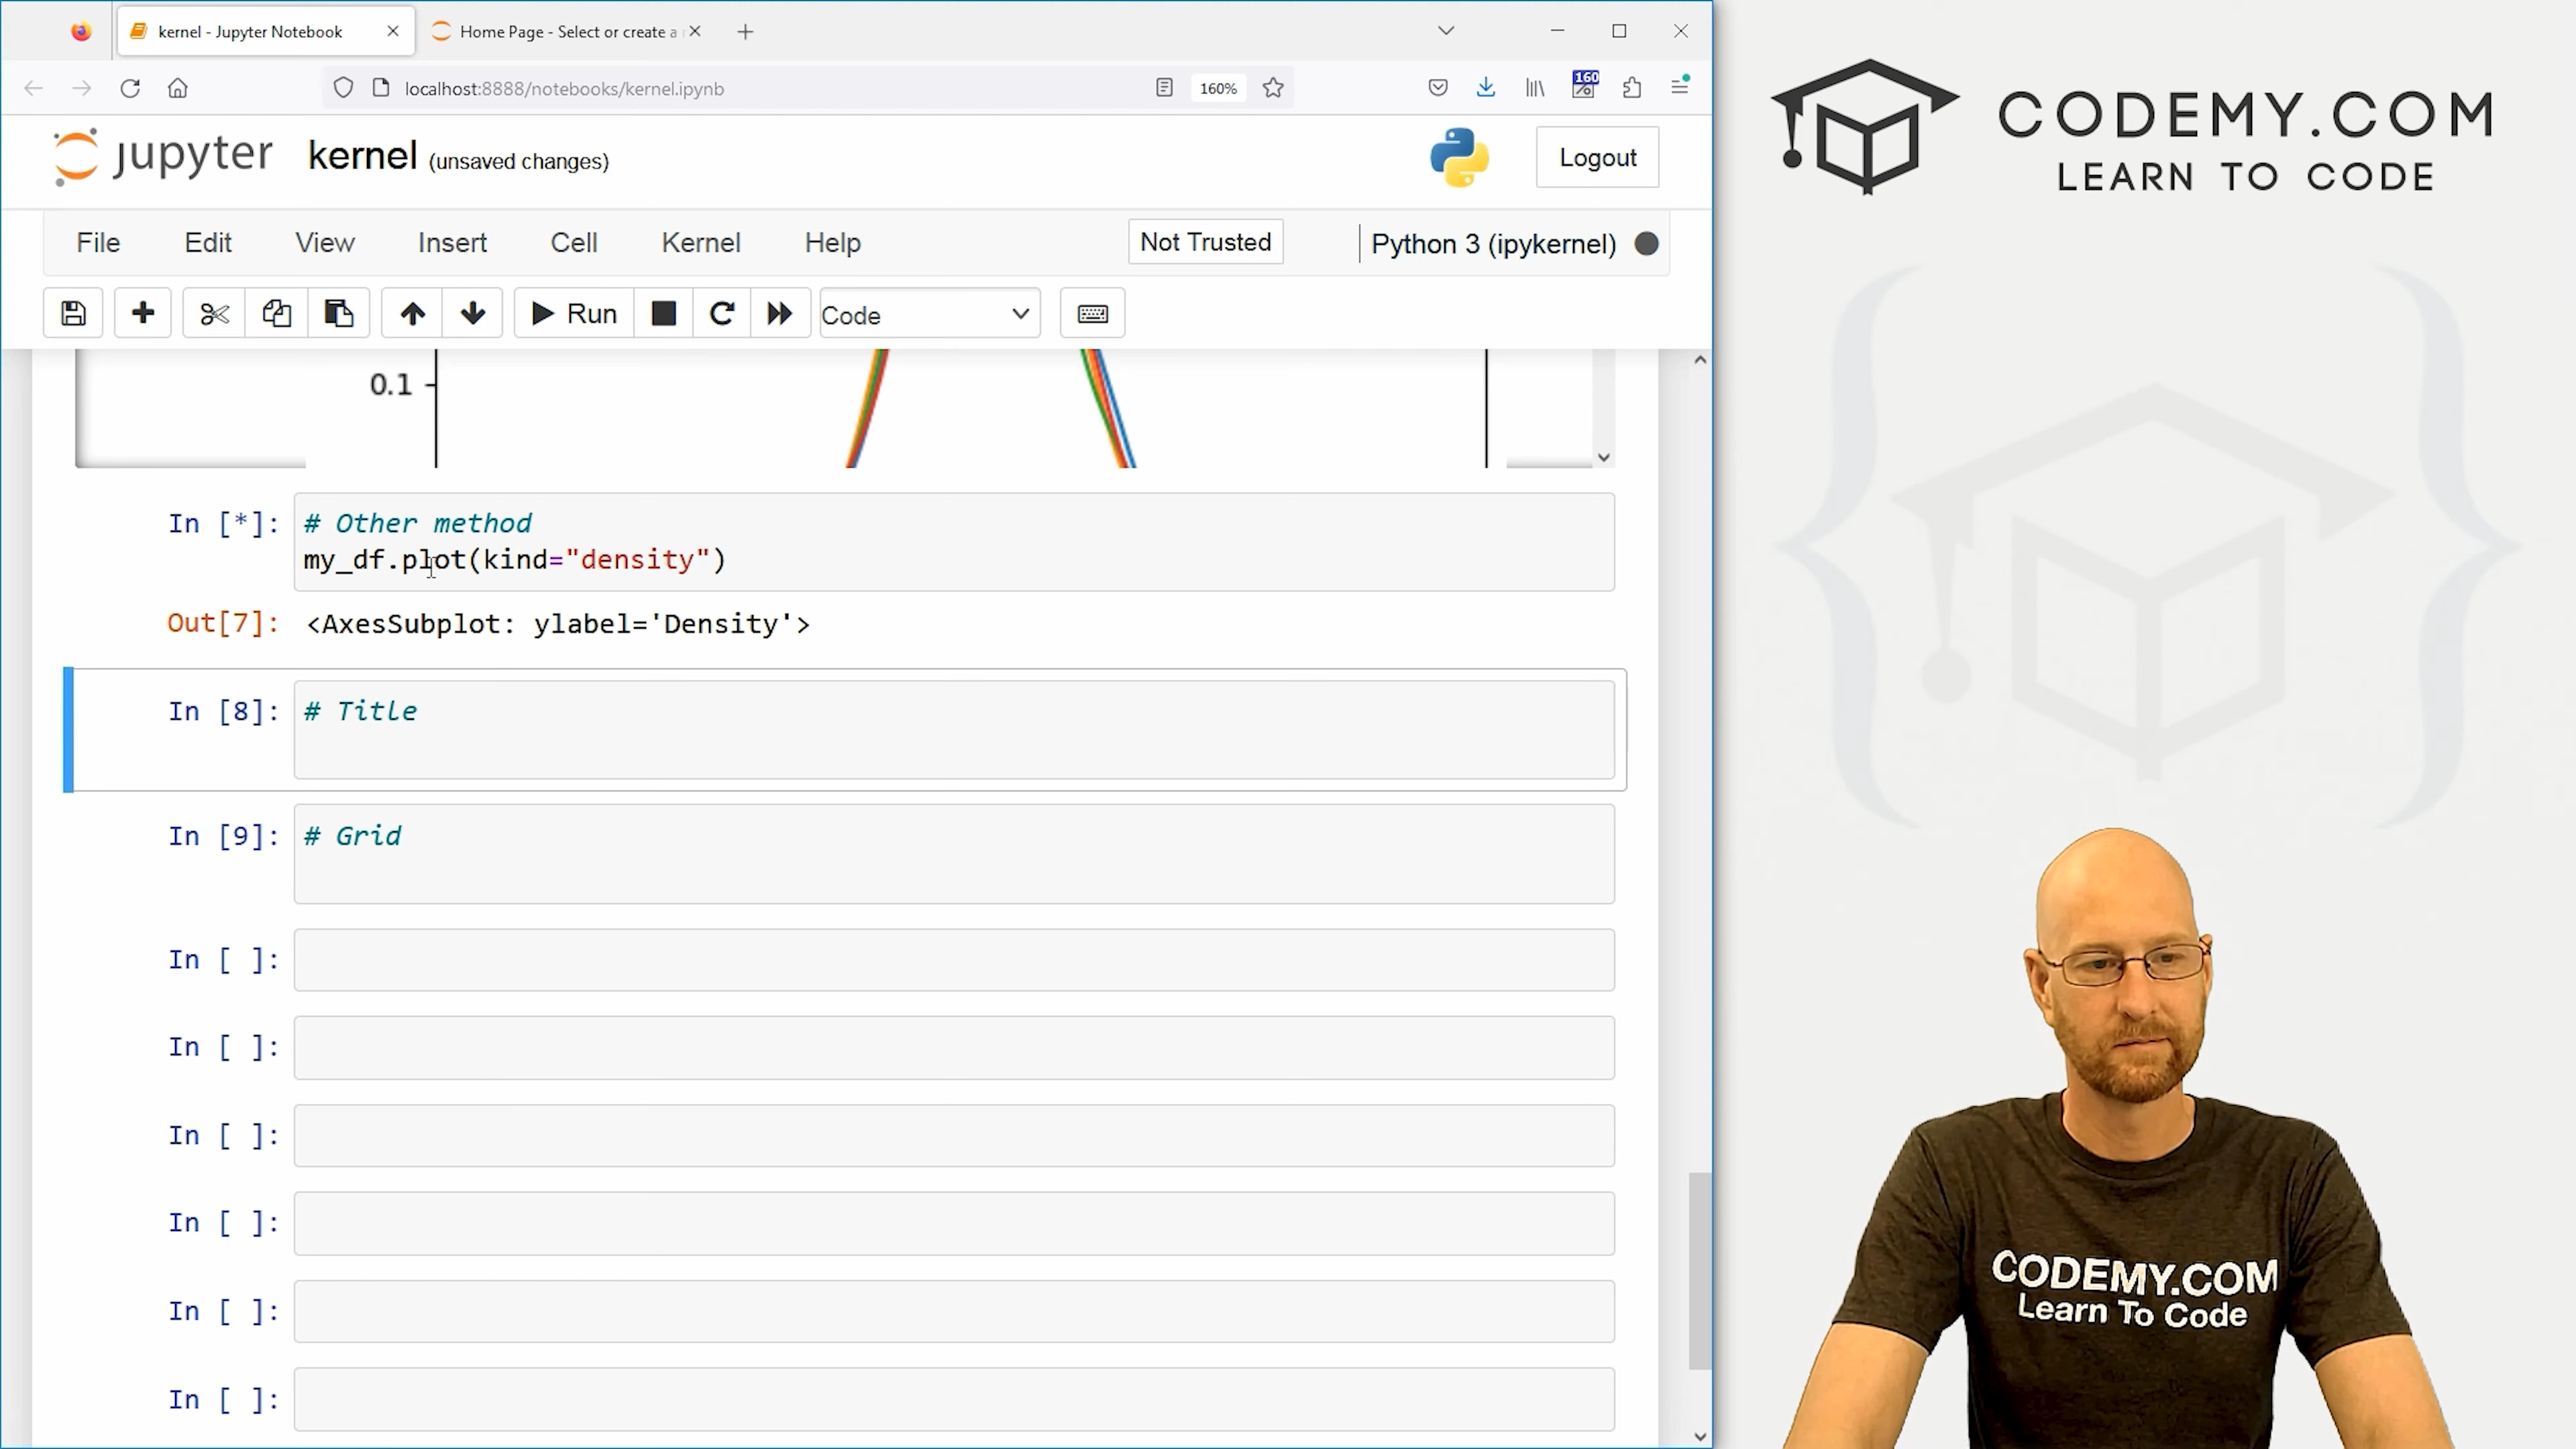 kernel - Jupyter Notebook
Home Page - Select or create a
localhost:8888/notebooks/kernel.ipynb
160%
160
jupyter kernel (unsaved changes)
Logout
File Edit View Insert Cell Kernel Help
Not Trusted
Python 3 (ipykernel)
Run
Code
0.1
In [*]: # Other method
my_df.plot(kind="density")
Out[7]: <AxesSubplot: ylabel='Density'>
In [8]: # Title
In [9]: # Grid
In [ ]:
In [ ]:
In [ ]:
In [ ]:
In [ ]:
In [ ]:
CODEMY.COM
LEARN TO CODE
CODEMY.COM
Learn To Code